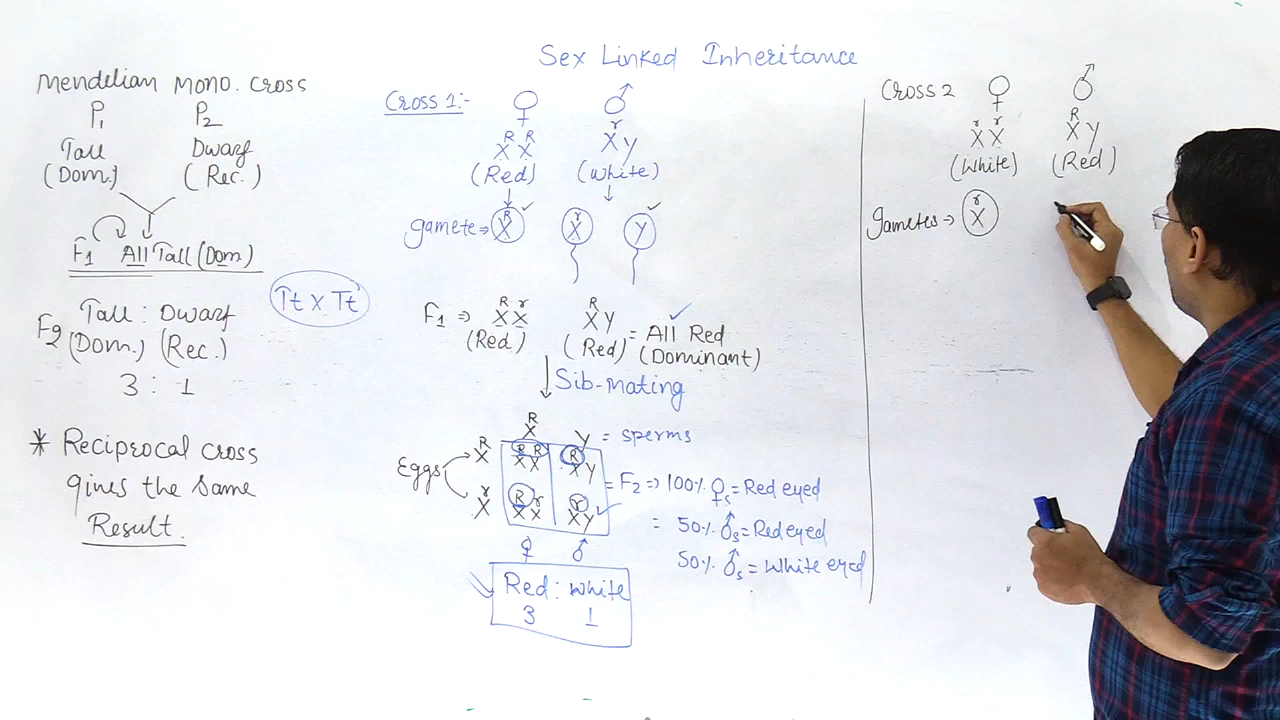 Sex Linked Inheritance
Mendelian Mono. Cross
P1 P2
Tall Dwarf
(Dom.) (Rec.)
F1 All Tall (Dom)
Tt x Tt
F2 Tall : Dwarf
(Dom.) (Rec.)
3 : 1
* Reciprocal cross
gives the Same
Result.
Cross 1:-
♀ ♂
R R r
X X X Y
(Red) (White)
gamete⇒ R r
X X Y
F1 ⇒ R r R
X X X Y = All Red
(Red) (Red) (Dominant)
Sib-mating
R
X Y = sperms
Eggs R R R R
X X X X Y
r R r r
X X X X Y
= F2 ⇒ 100% ♀s = Red eyed
= 50% ♂s = Red eyed
50% ♂s = White eyed
♀ ♂
Red : White
3 1
Cross 2 ♀ ♂
r r R
X X X Y
(White) (Red)
Gametes → r
X